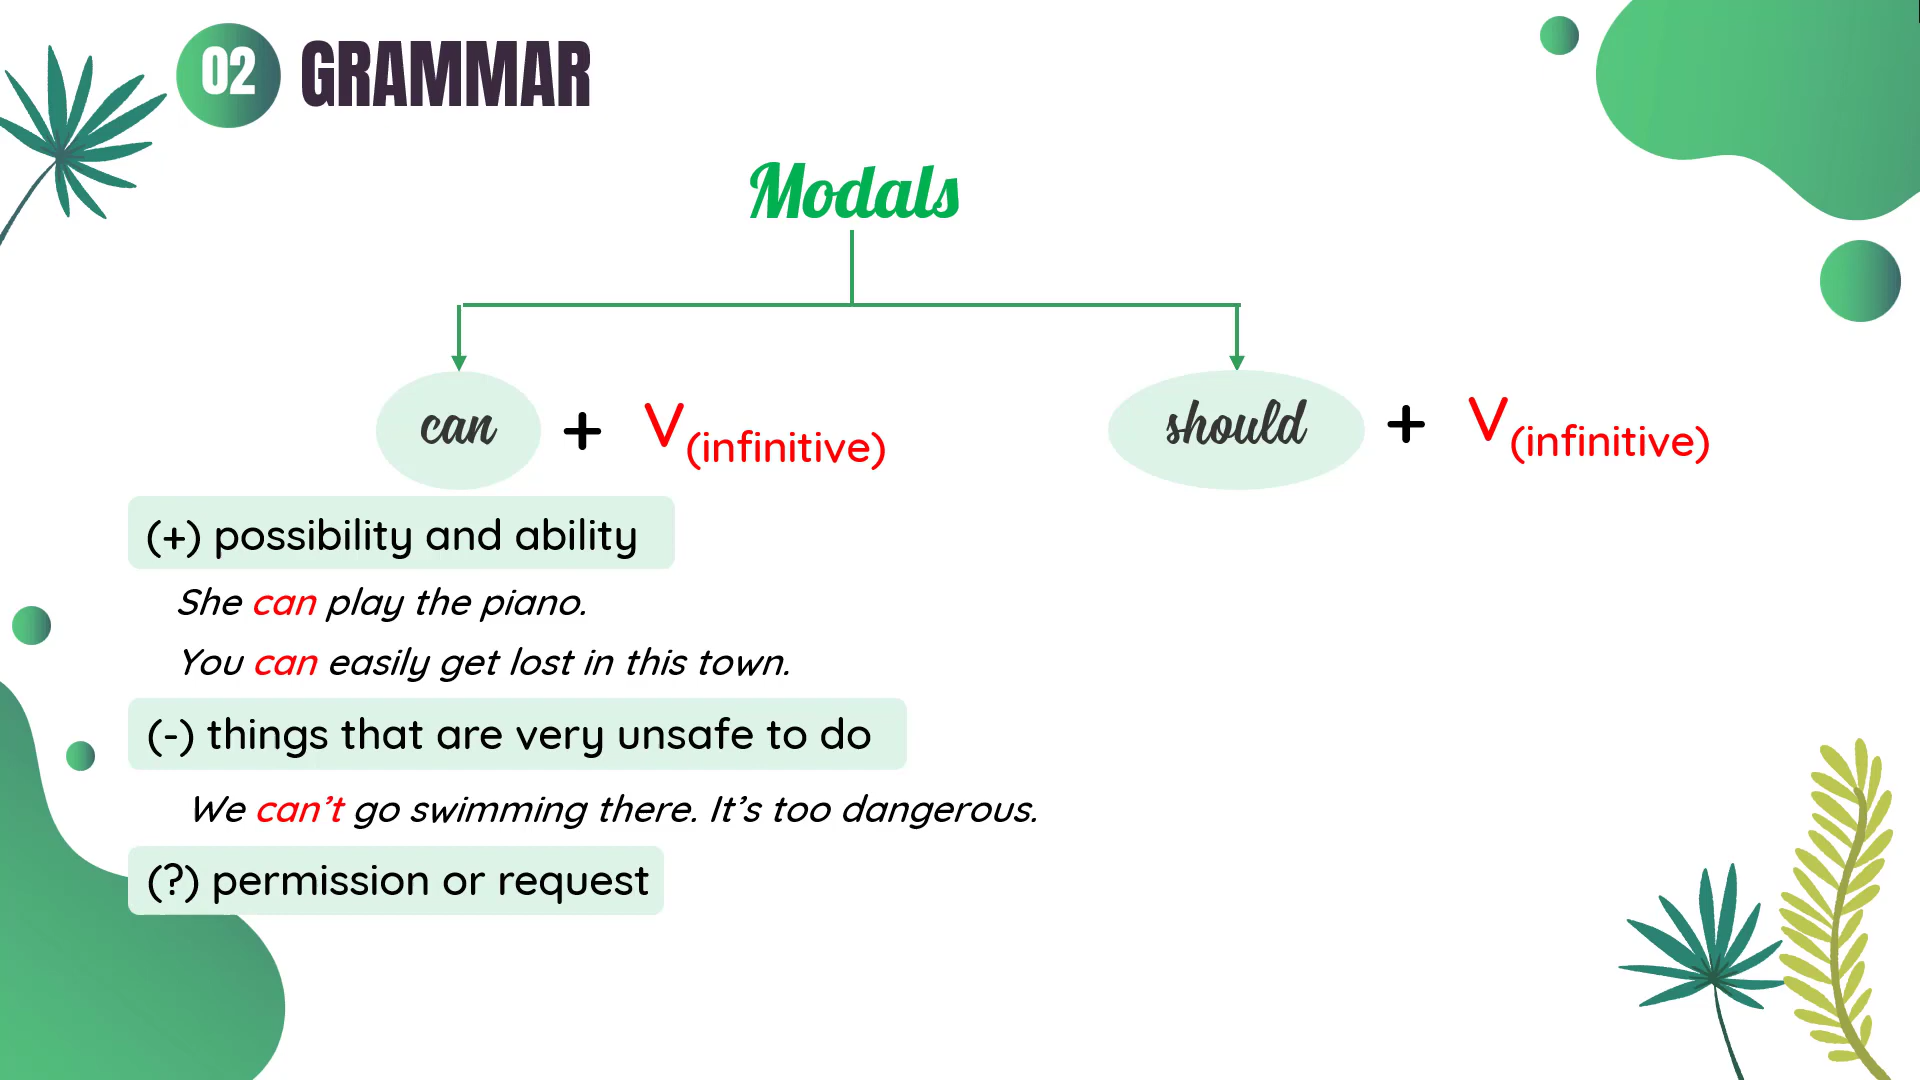 02 GRAMMAR
Modals
can + V(infinitive)
should + V(infinitive)
(+) possibility and ability
She can play the piano.
You can easily get lost in this town.
(-) things that are very unsafe to do
We can’t go swimming there. It’s too dangerous.
(?) permission or request